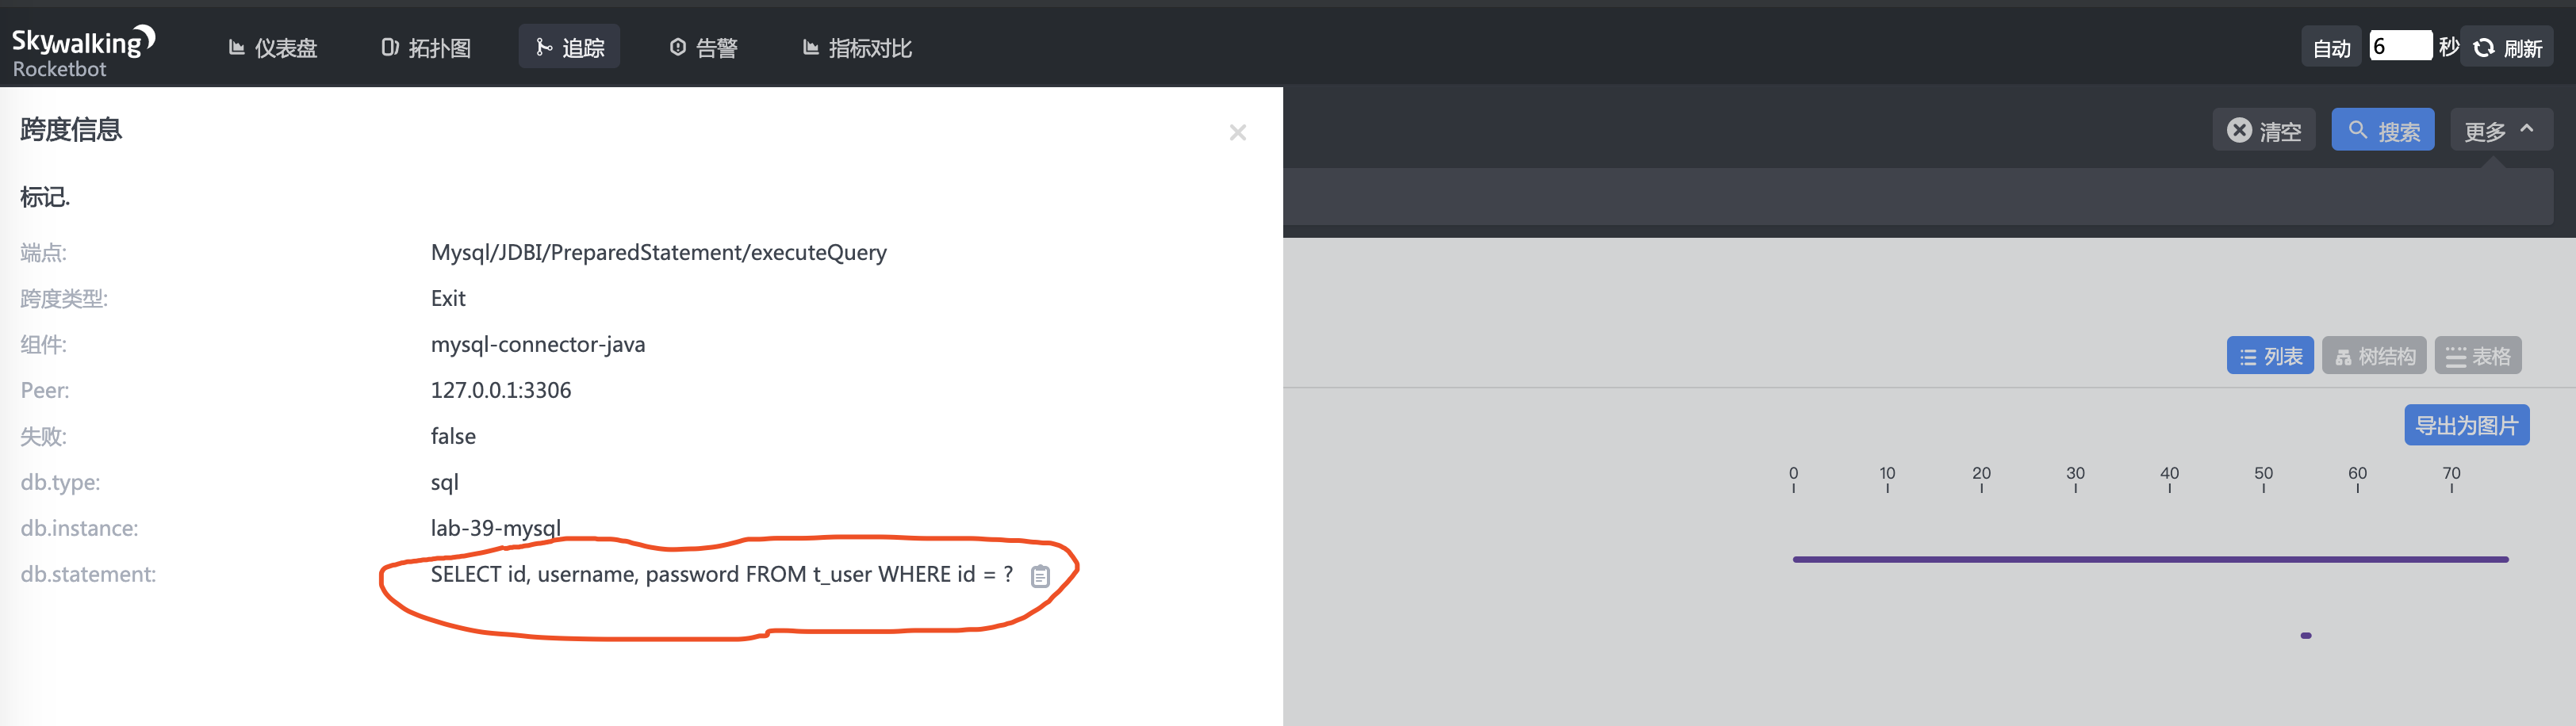 Skywalking
Rocketbot
仪表盘
拓扑图
追踪
告警
指标对比
自动
6
秒
刷新
跨度信息
清空
搜索
更多
标记.
端点: Mysql/JDBI/PreparedStatement/executeQuery
跨度类型: Exit
组件: mysql-connector-java
Peer: 127.0.0.1:3306
失败: false
db.type: sql
db.instance: lab-39-mysql
db.statement: SELECT id, username, password FROM t_user WHERE id = ?
列表
树结构
表格
导出为图片
0 10 20 30 40 50 60 70